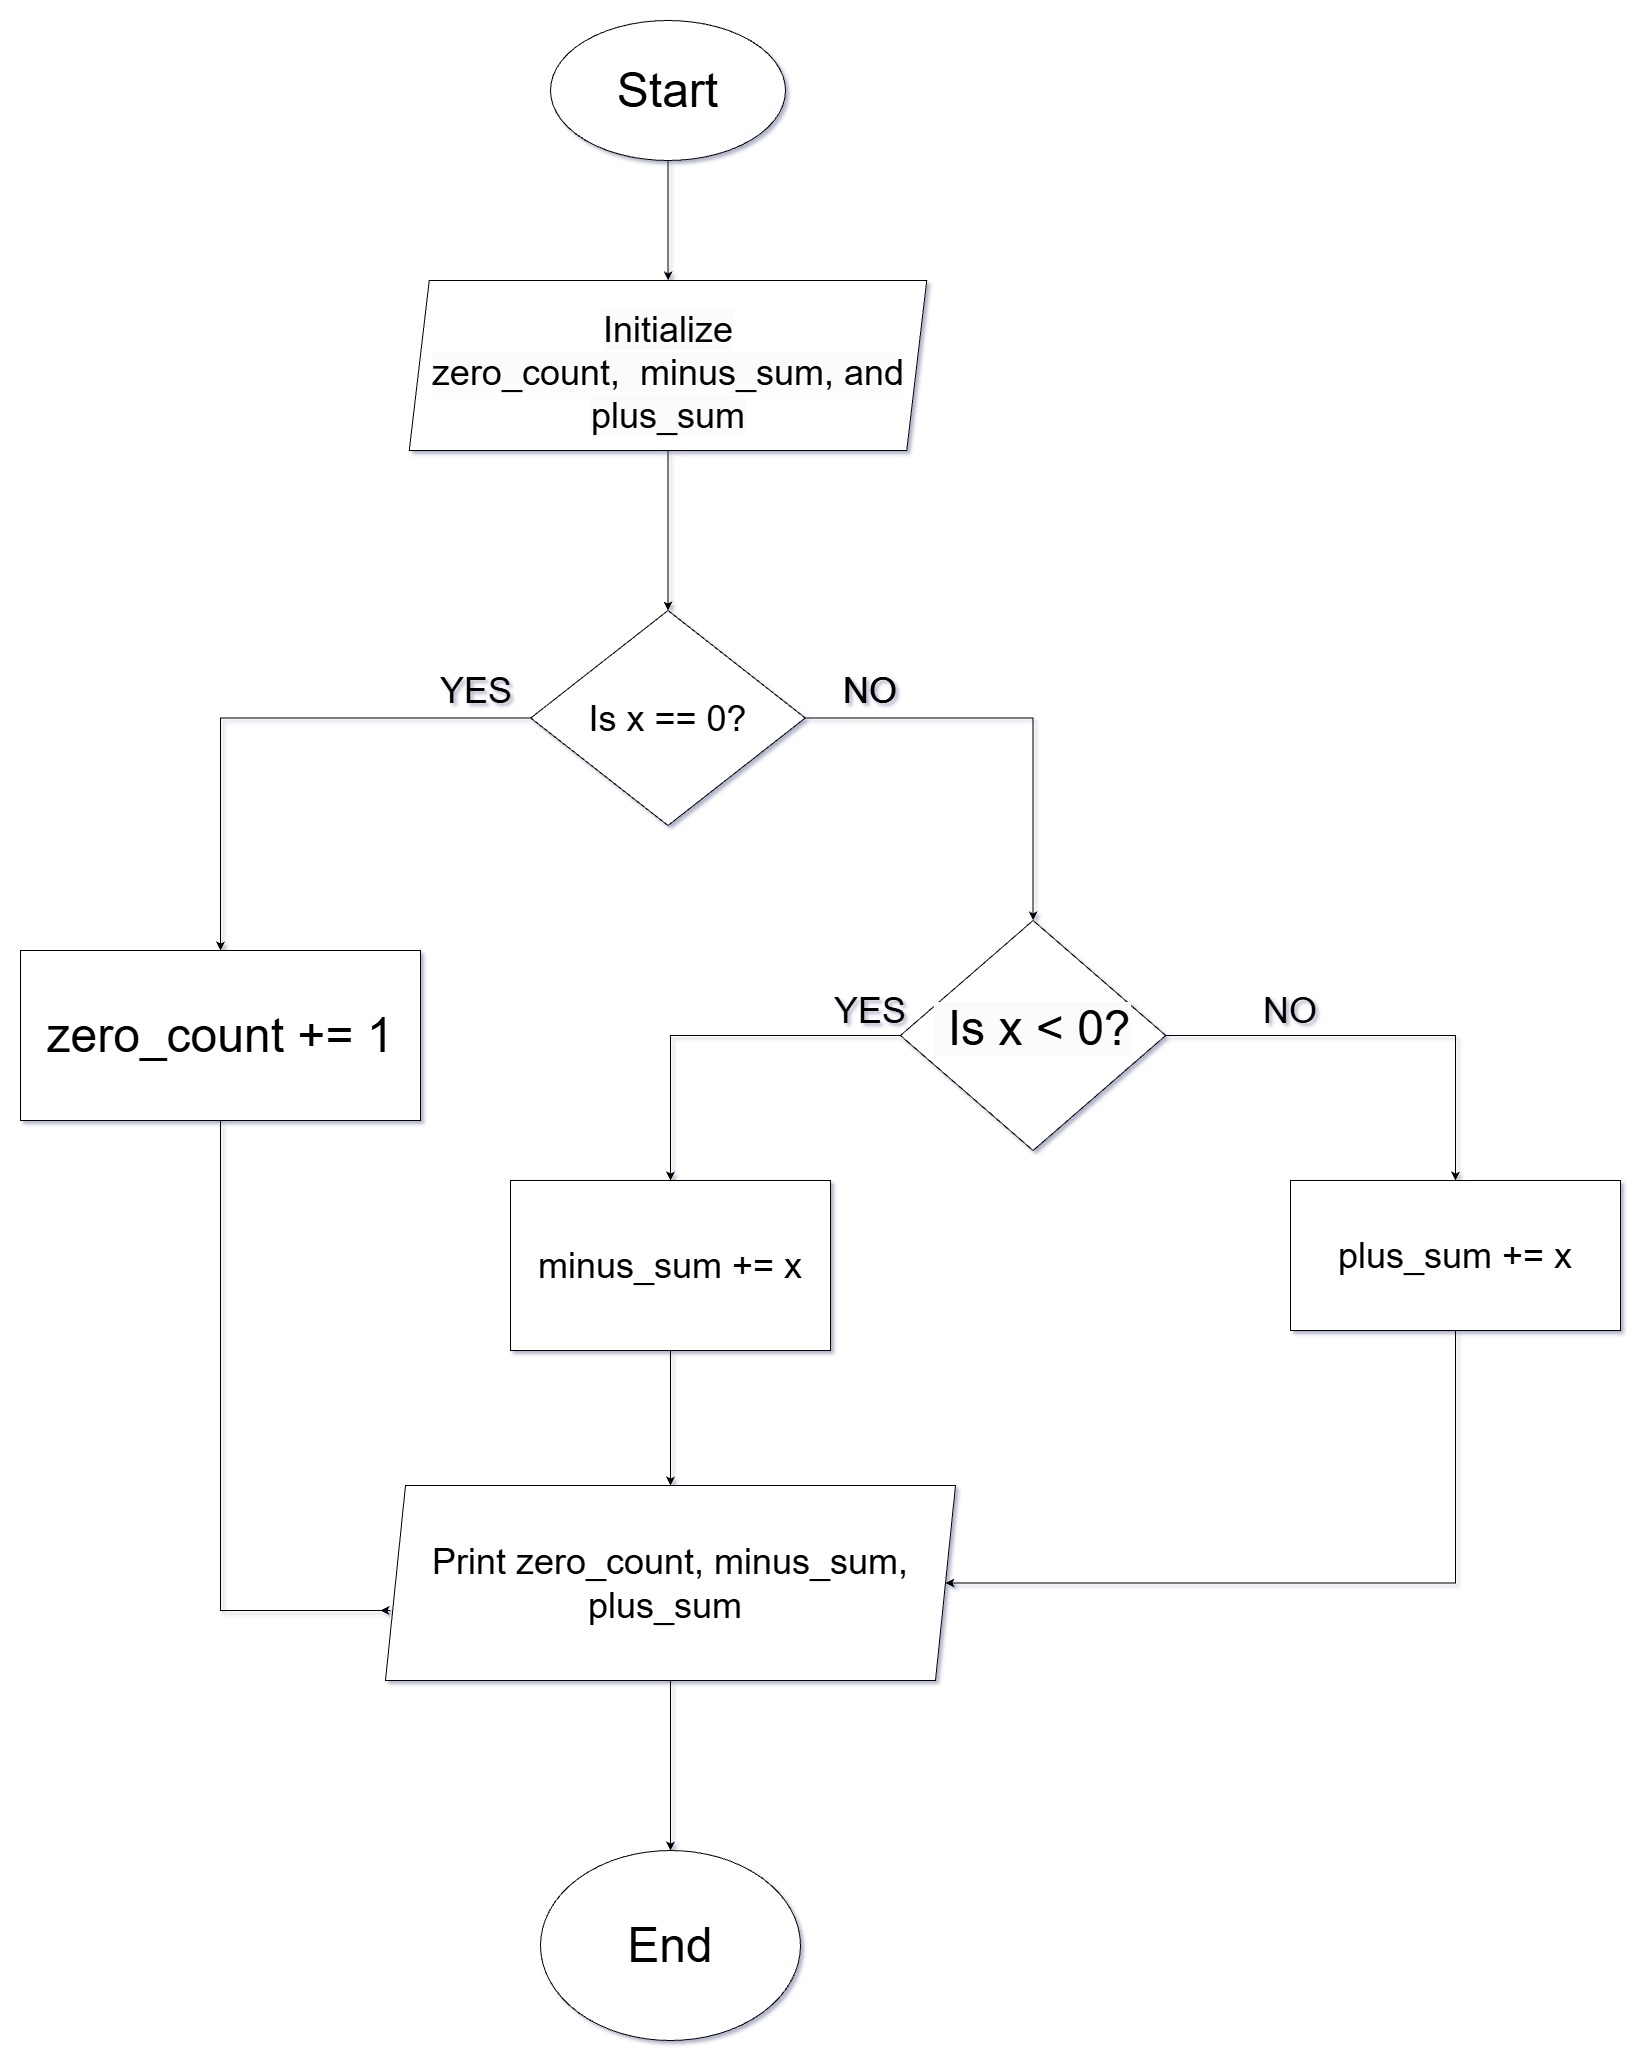 Start
Initialize
zero_count,  minus_sum, and
plus_sum
YES
NO
Is x == 0?
zero_count += 1
YES
NO
Is x < 0?
minus_sum += x
plus_sum += x
Print zero_count, minus_sum,
plus_sum
End